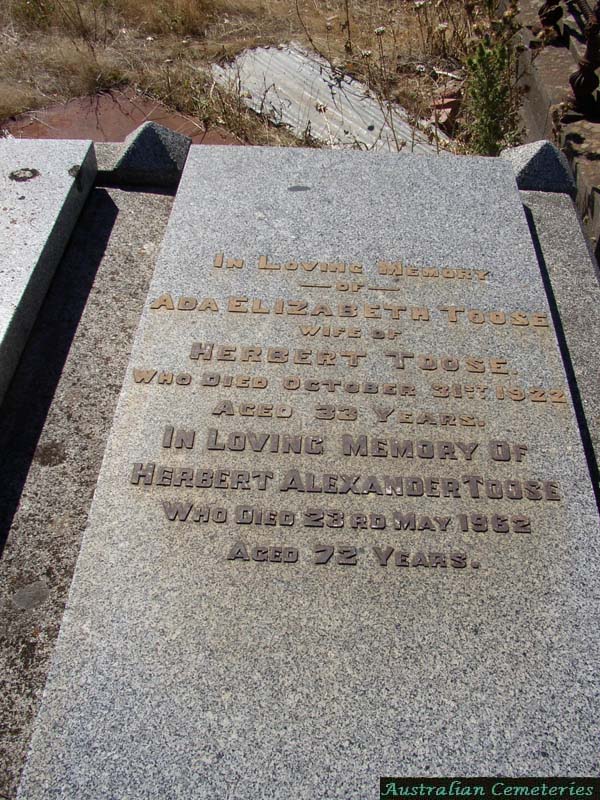 In Loving Memory
— OF —
Ada Elizabeth Toose
WIFE OF
Herbert Toose.
Who Died October 31ST 1922
Aged 33 Years.
In Loving Memory Of
Herbert Alexander Toose
Who Died 23rd May 1962
Aged 72 Years.
Australian Cemeteries